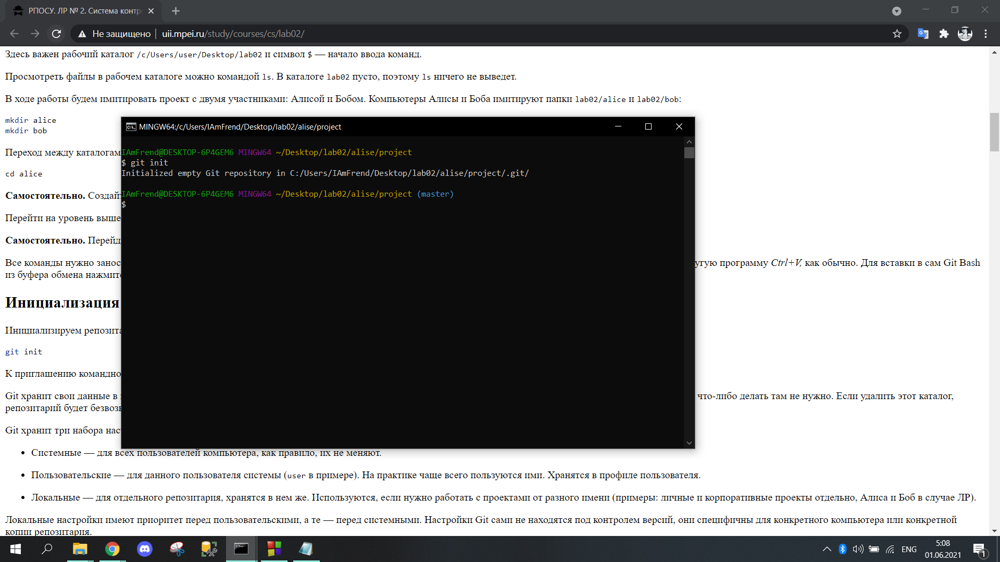 РПОСУ. ЛР № 2. Система контр
Не защищено | uii.mpei.ru/study/courses/cs/lab02/
Здесь важен рабочий каталог /c/Users/user/Desktop/lab02 и символ $ — начало ввода команд.
Просмотреть файлы в рабочем каталоге можно командой ls. В каталоге lab02 пусто, поэтому ls ничего не выведет.
В ходе работы будем имитировать проект с двумя участниками: Алисой и Бобом. Компьютеры Алисы и Боба имитируют папки lab02/alice и lab02/bob:
mkdir alice
mkdir bob
Переход между каталогам
cd alice
Самостоятельно. Создай
Перейти на уровень выше
Самостоятельно. Перейд
Все команды нужно занос
угую программу Ctrl+V, как обычно. Для вставки в сам Git Bash
из буфера обмена нажмит
Инициализация
Инициализируем репозита
git init
К приглашению командно
Git хранит свои данные в
что-либо делать там не нужно. Если удалить этот каталог,
репозитарий будет безвоз
Git хранит три набора нас
MINGW64:/c/Users/IAmFrend/Desktop/lab02/alise/project
IAmFrend@DESKTOP-6P4GEM6 MINGW64 ~/Desktop/lab02/alise/project
$ git init
Initialized empty Git repository in C:/Users/IAmFrend/Desktop/lab02/alise/project/.git/
IAmFrend@DESKTOP-6P4GEM6 MINGW64 ~/Desktop/lab02/alise/project (master)
$
• Системные — для всех пользователей компьютера, как правило, их не меняют.
• Пользовательские — для данного пользователя системы (user в примере). На практике чаще всего пользуются ими. Хранятся в профиле пользователя.
• Локальные — для отдельного репозитария, хранятся в нем же. Используются, если нужно работать с проектами от разного имени (примеры: личные и корпоративные проекты отдельно, Алиса и Боб в случае ЛР).
Локальные настройки имеют приоритет перед пользовательскими, а те — перед системными. Настройки Git сами не находятся под контролем версий, они специфичны для конкретного компьютера или конкретной
копии репозитария.
ENG
5:08
01.06.2021
1